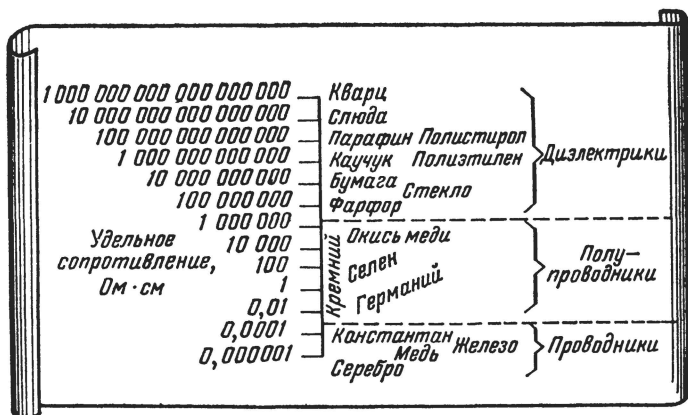 1 000 000 000 000 000 000 Кварц
10 000 000 000 000 000 Слюда
100 000 000 000 000 Парафин Полистирол
1 000 000 000 000 Каучук Полиэтилен Диэлектрики
10 000 000 000 Бумага
Стекло
100 000 000 Фарфор
1 000 000
Удельное
сопротивление,
Ом·см
10 000
100
1
0,01
0,0001
0,000001
Кремний
Окись меди
Селен
Германий
Полу-
проводники
Константан
Медь Железо
Серебро
Проводники